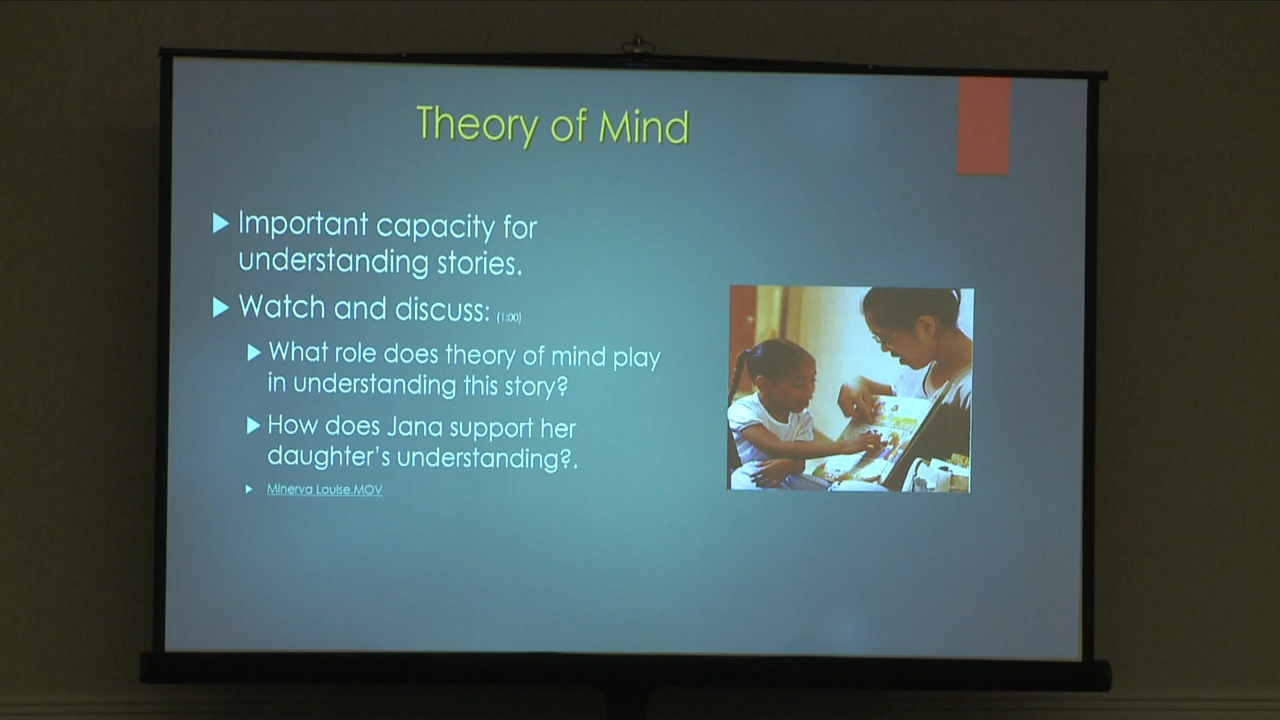 Theory of Mind
Important capacity for
understanding stories.
Watch and discuss: (1:00)
What role does theory of mind play
in understanding this story?
How does Jana support her
daughter's understanding?.
Minerva Louise.MOV